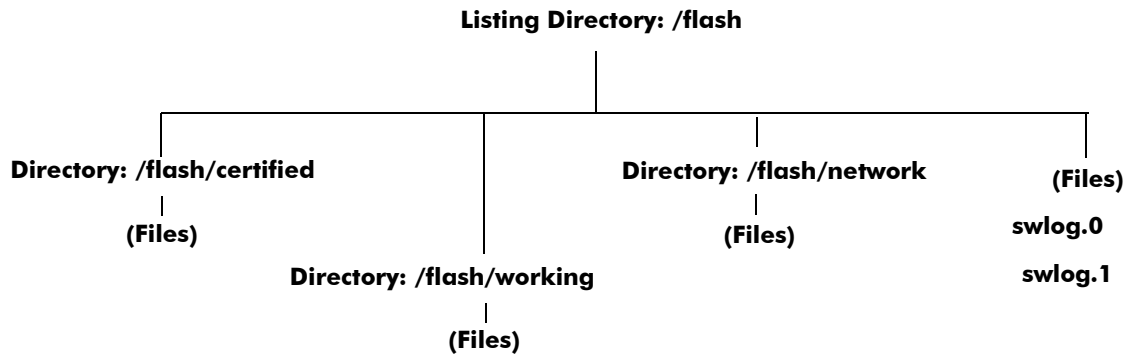 Listing Directory: /flash
Directory: /flash/certified
(Files)
Directory: /flash/working
(Files)
Directory: /flash/network
(Files)
(Files)
swlog.0
swlog.1